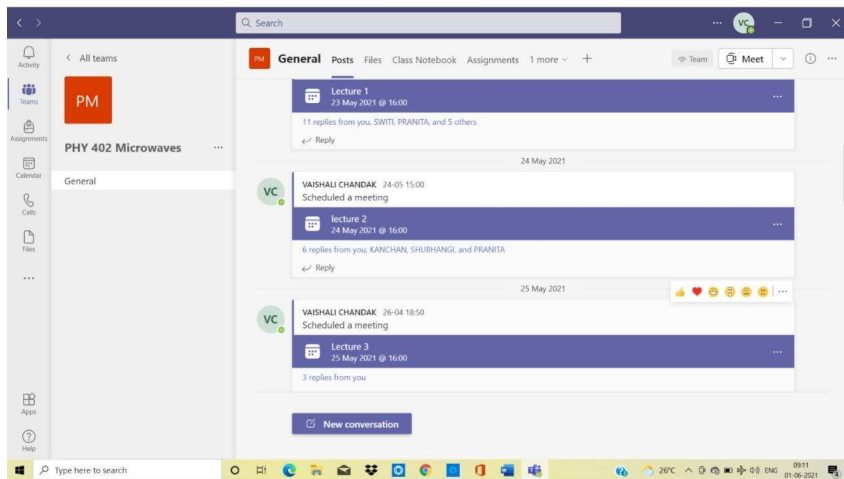 Search
VC
Activity
Teams
Assignments
Calendar
Calls
Files
Apps
Help
All teams
PM
PHY 402 Microwaves
General
PM General Posts Files Class Notebook Assignments 1 more Team Meet
Lecture 1
23 May 2021 @ 16:00
11 replies from you, SWITI, PRANITA, and 5 others
Reply
24 May 2021
VC
VAISHALI CHANDAK 24-05 15:00
Scheduled a meeting
lecture 2
24 May 2021 @ 16:00
6 replies from you, KANCHAN, SHUBHANGI, and PRANITA
Reply
25 May 2021
VC
VAISHALI CHANDAK 26-04 18:50
Scheduled a meeting
Lecture 3
25 May 2021 @ 16:00
3 replies from you
New conversation
Type here to search
26°C ENG
09:11
01-06-2021